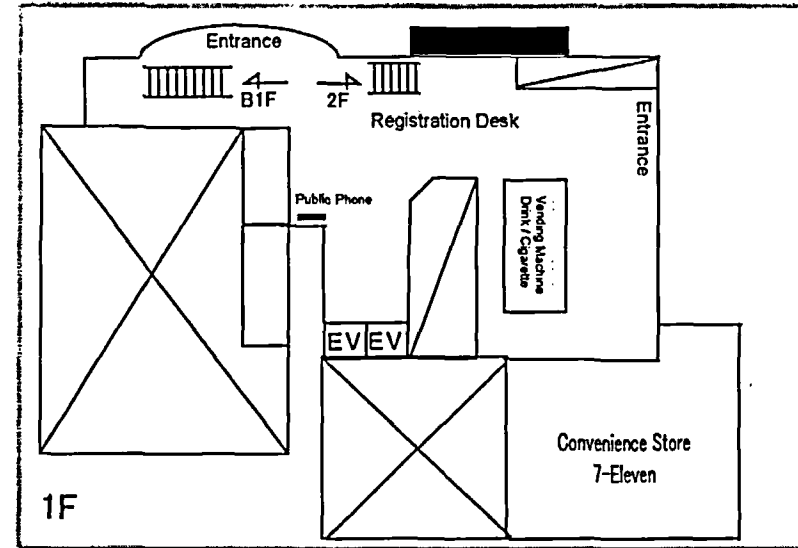 Entrance
B1F
2F
Registration Desk
Entrance
Public Phone
Vending Machine
Drink / Cigarette
EV
EV
Convenience Store
7-Eleven
1F